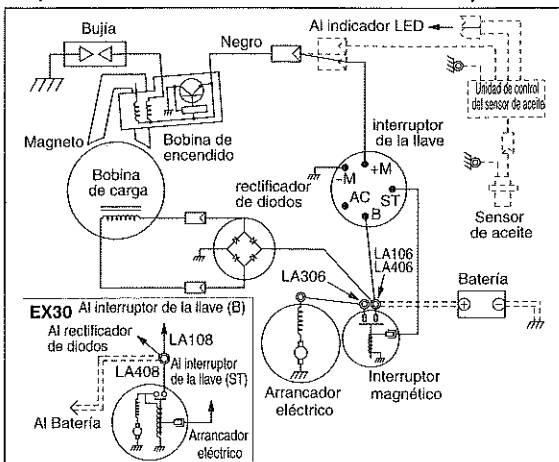 Al indicador LED
Bujía
Negro
Unidad de control
del sensor de aceite
Magneto
Bobina de
encendido
interruptor
de la llave
Bobina
de carga
rectificador
de diodos
-M
+M
AC
ST
B
Sensor
de aceite
LA106
LA406
LA306
Batería
EX30
Al interruptor de la llave (B)
Al rectificador
de diodos
LA108
LA408
Al interruptor
de la llave (ST)
Al Batería
Arrancador
eléctrico
Arrancador
eléctrico
Interruptor
magnético